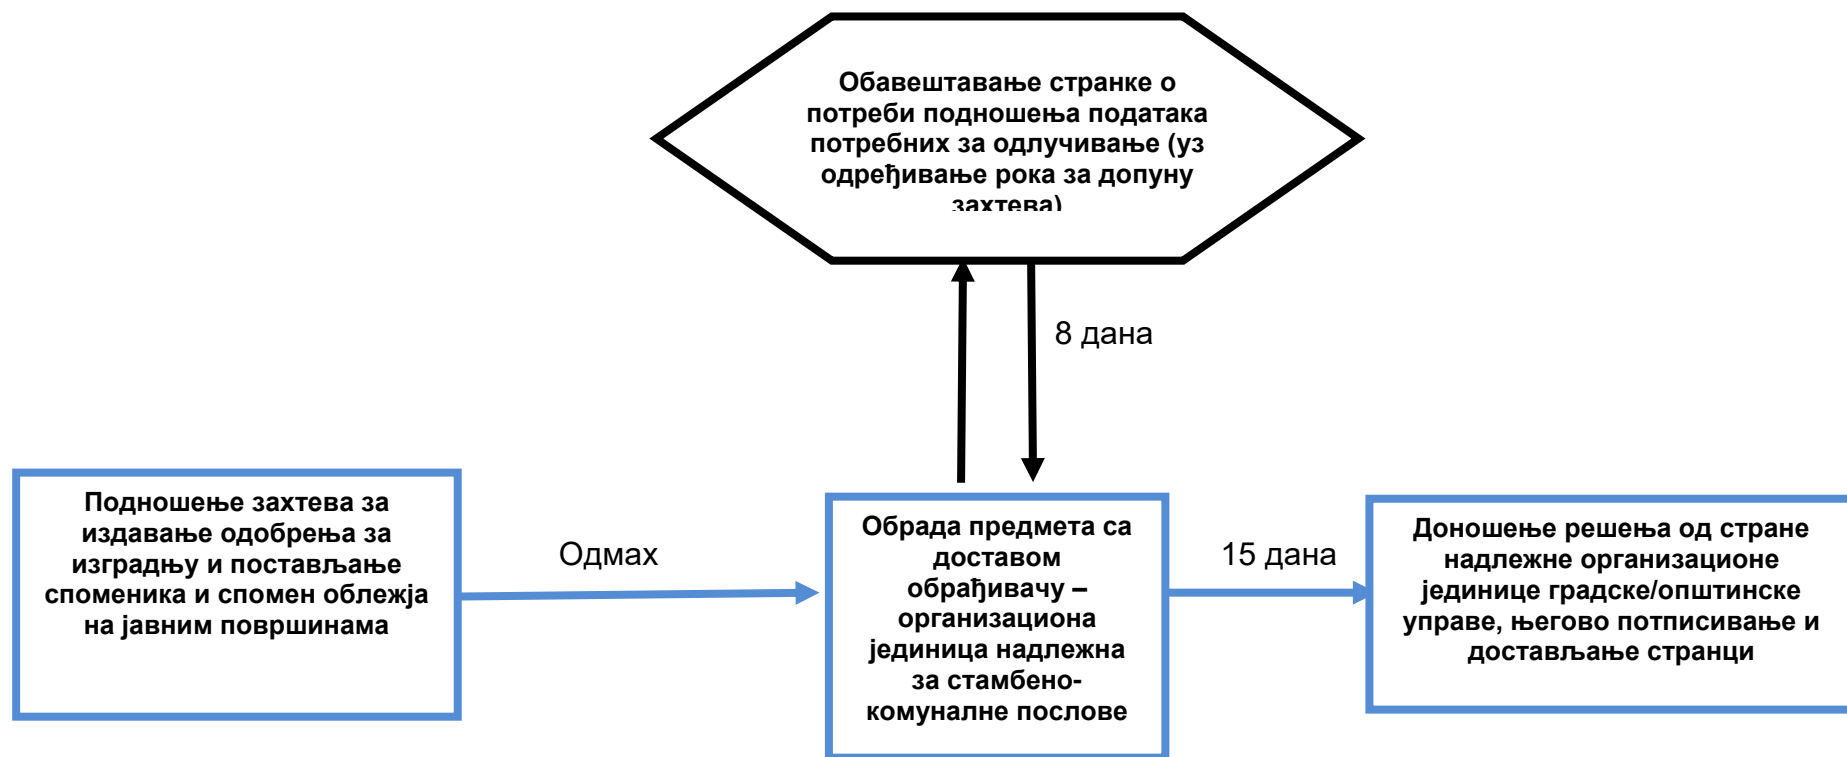 Обавештавање странке о
потреби подношења података
потребних за одлучивање (уз
одређивање рока за допуну
захтева)
8 дана
Подношење захтева за
издавање одобрења за
изградњу и постављање
споменика и спомен облежја
на јавним површинама
Одмах
Обрада предмета са
доставом
обрађивачу –
организациона
јединица надлежна
за стамбено-
комуналне послове
15 дана
Доношење решења од стране
надлежне организационе
јединице градске/општинске
управе, његово потписивање и
достављање странци